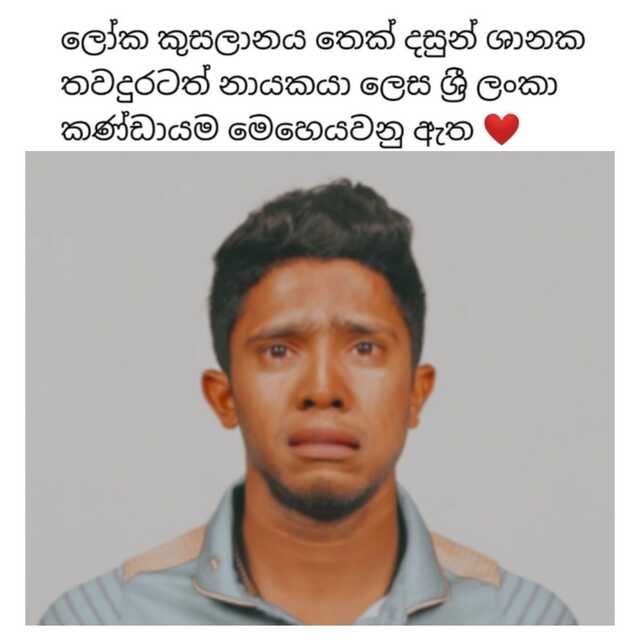 ලෝක කුසලානය තෙක් දසුන් ශානක
තවදුරටත් නායකයා ලෙස ශ්‍රී ලංකා
කණ්ඩායම මෙහෙයවනු ඇත ❤️